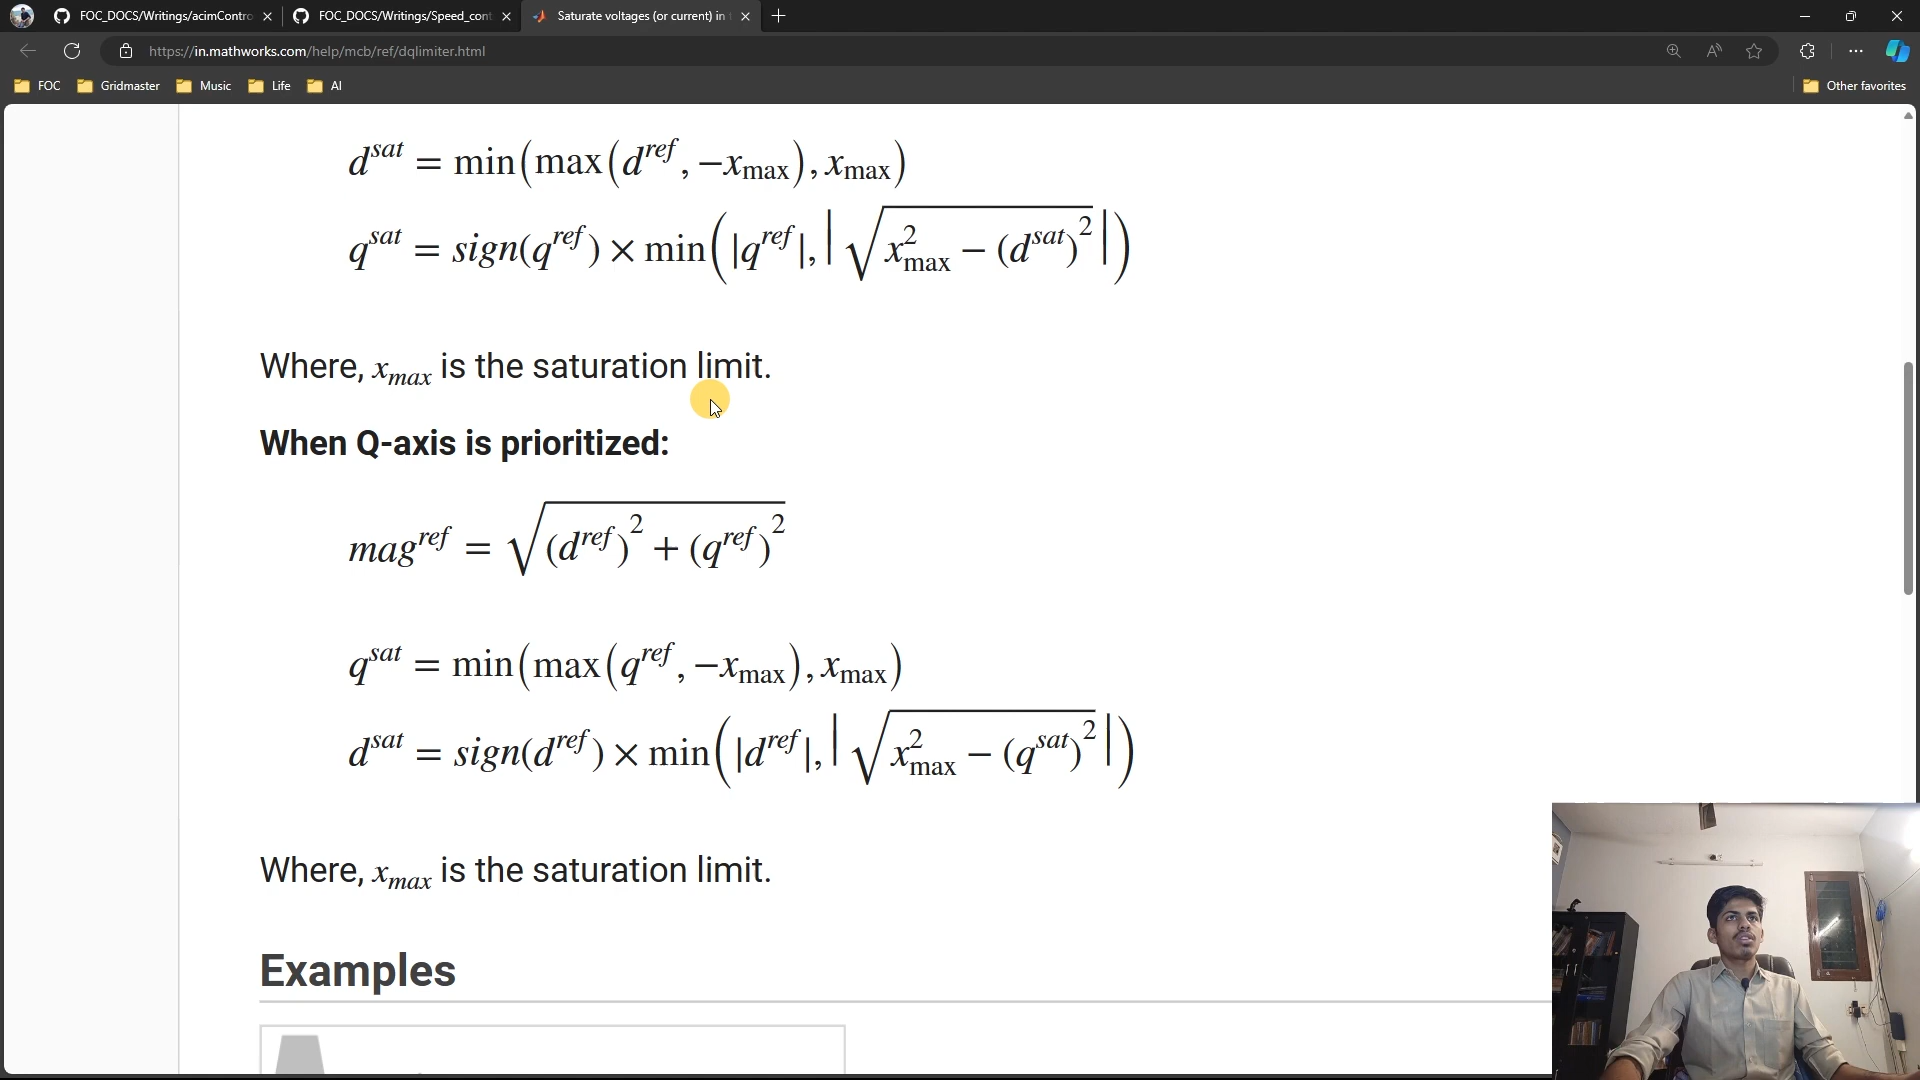 FOC_DOCS/Writings/acimContro
FOC_DOCS/Writings/Speed_cont
Saturate voltages (or current) in
https://in.mathworks.com/help/mcb/ref/dqlimiter.html
FOC Gridmaster Music Life AI Other favorites
d^sat = min(max(d^ref, −x_max), x_max)
q^sat = sign(q^ref) × min(|q^ref|, |√(x_max^2 − (d^sat)^2)|)
Where, x_max is the saturation limit.
When Q-axis is prioritized:
mag^ref = √((d^ref)^2 + (q^ref)^2)
q^sat = min(max(q^ref, −x_max), x_max)
d^sat = sign(d^ref) × min(|d^ref|, |√(x_max^2 − (q^sat)^2)|)
Where, x_max is the saturation limit.
Examples